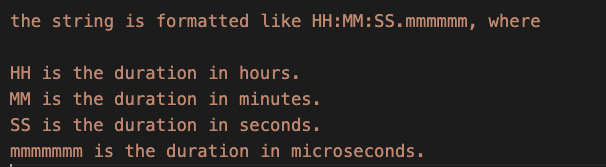 the string is formatted like HH:MM:SS.mmmmmm, where
HH is the duration in hours.
MM is the duration in minutes.
SS is the duration in seconds.
mmmmmmm is the duration in microseconds.